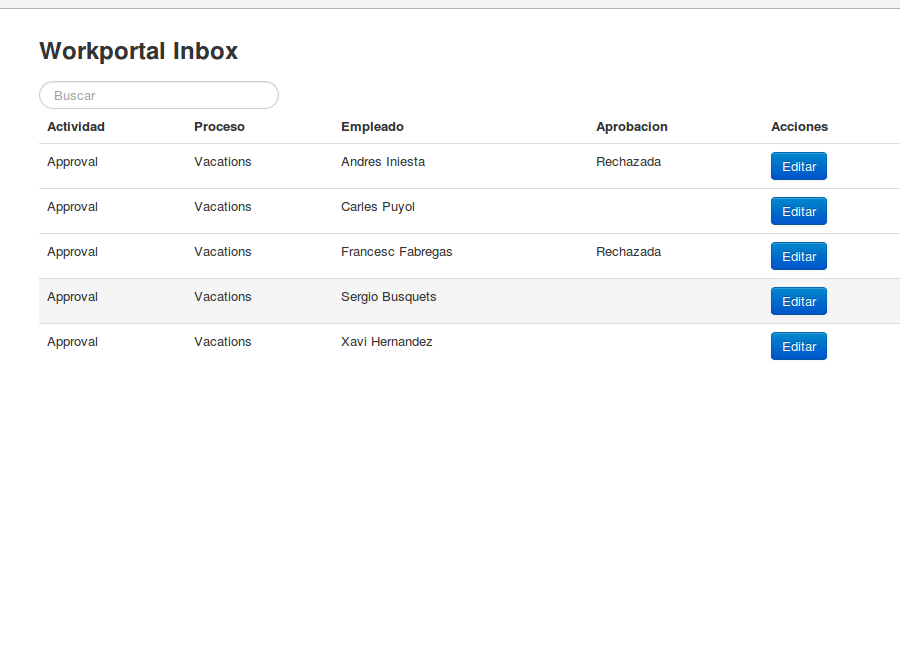 Workportal Inbox
Buscar
Actividad Proceso Empleado Aprobacion Acciones
Approval Vacations Andres Iniesta Rechazada Editar
Approval Vacations Carles Puyol Editar
Approval Vacations Francesc Fabregas Rechazada Editar
Approval Vacations Sergio Busquets Editar
Approval Vacations Xavi Hernandez Editar